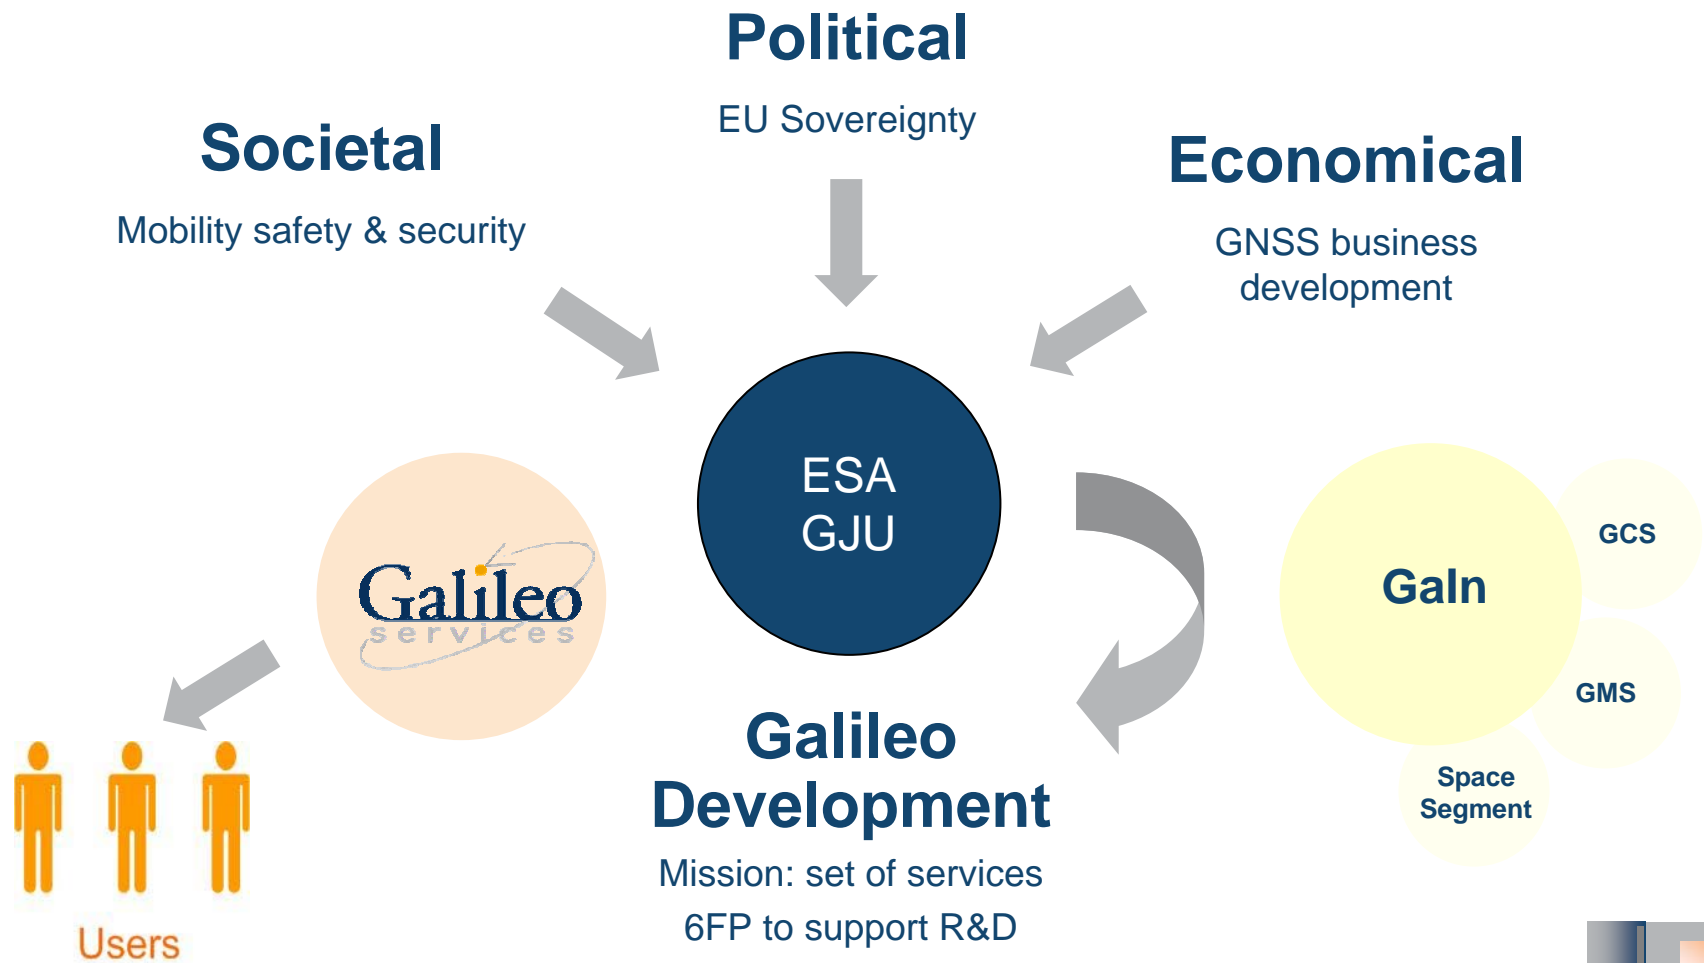 Political
EU Sovereignty
Societal
Mobility safety & security
Economical
GNSS business
development
ESA
GJU
Galileo
services
GaIn
GCS
GMS
Space
Segment
Galileo
Development
Mission: set of services
6FP to support R&D
Users